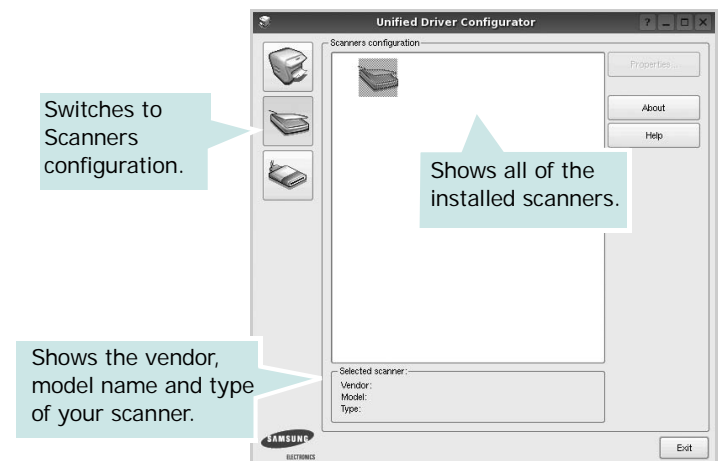 Unified Driver Configurator
Scanners configuration
Properties...
About
Help
Switches to
Scanners
configuration.
Shows all of the
installed scanners.
Shows the vendor,
model name and type
of your scanner.
Selected scanner:
Vendor:
Model:
Type:
SAMSUNG
ELECTRONICS
Exit